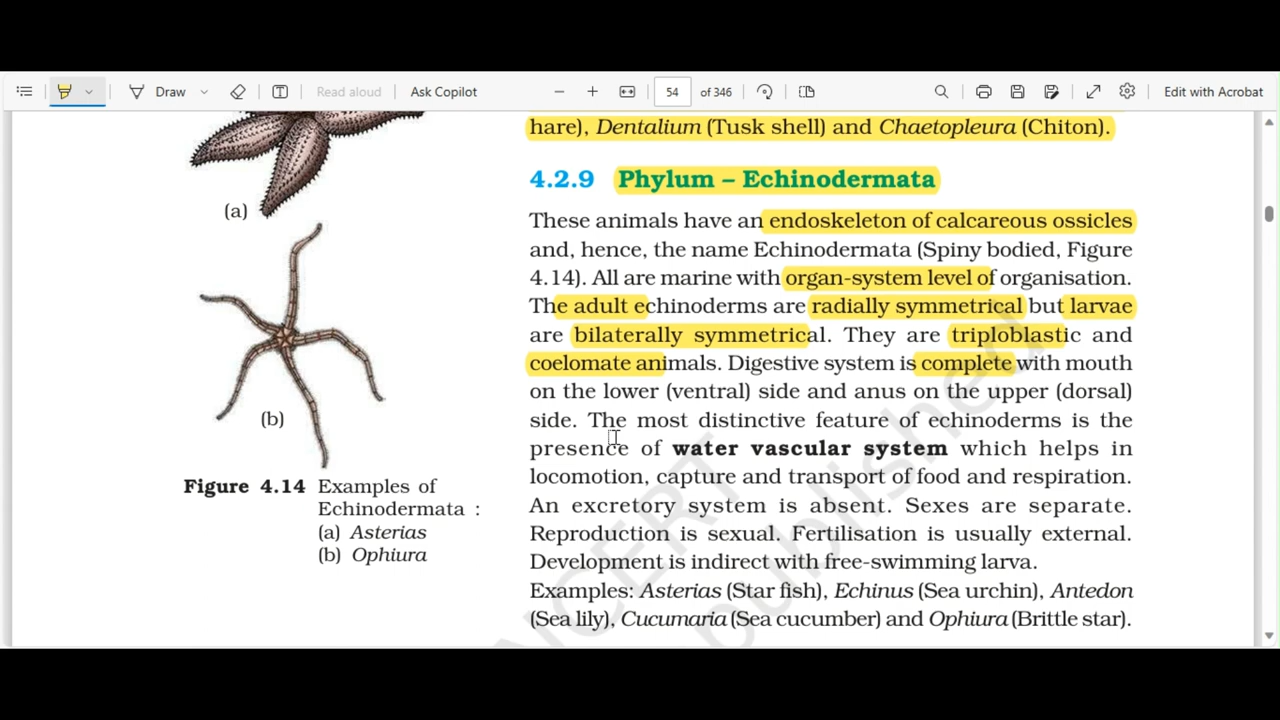 Draw
Read aloud
Ask Copilot
54 of 346
Edit with Acrobat
hare), Dentalium (Tusk shell) and Chaetopleura (Chiton).
4.2.9 Phylum – Echinodermata
These animals have an endoskeleton of calcareous ossicles
and, hence, the name Echinodermata (Spiny bodied, Figure
4.14). All are marine with organ-system level of organisation.
The adult echinoderms are radially symmetrical but larvae
are bilaterally symmetrical. They are triploblastic and
coelomate animals. Digestive system is complete with mouth
on the lower (ventral) side and anus on the upper (dorsal)
side. The most distinctive feature of echinoderms is the
presence of water vascular system which helps in
locomotion, capture and transport of food and respiration.
An excretory system is absent. Sexes are separate.
Reproduction is sexual. Fertilisation is usually external.
Development is indirect with free-swimming larva.
Examples: Asterias (Star fish), Echinus (Sea urchin), Antedon
(Sea lily), Cucumaria (Sea cucumber) and Ophiura (Brittle star).
(a)
(b)
Figure 4.14 Examples of
Echinodermata :
(a) Asterias
(b) Ophiura
NCERT
published